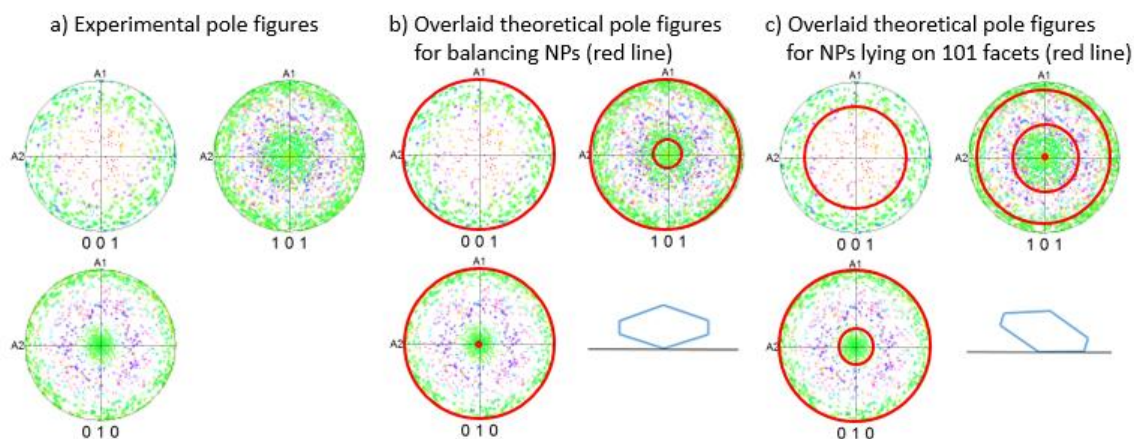 a) Experimental pole figures
b) Overlaid theoretical pole figures
for balancing NPs (red line)
c) Overlaid theoretical pole figures
for NPs lying on 101 facets (red line)
A1
A1
A1
A1
A1
A1
A2
A2
A2
A2
A2
A2
0 0 1
1 0 1
0 0 1
1 0 1
0 0 1
1 0 1
A1
A1
A1
A2
A2
A2
0 1 0
0 1 0
0 1 0